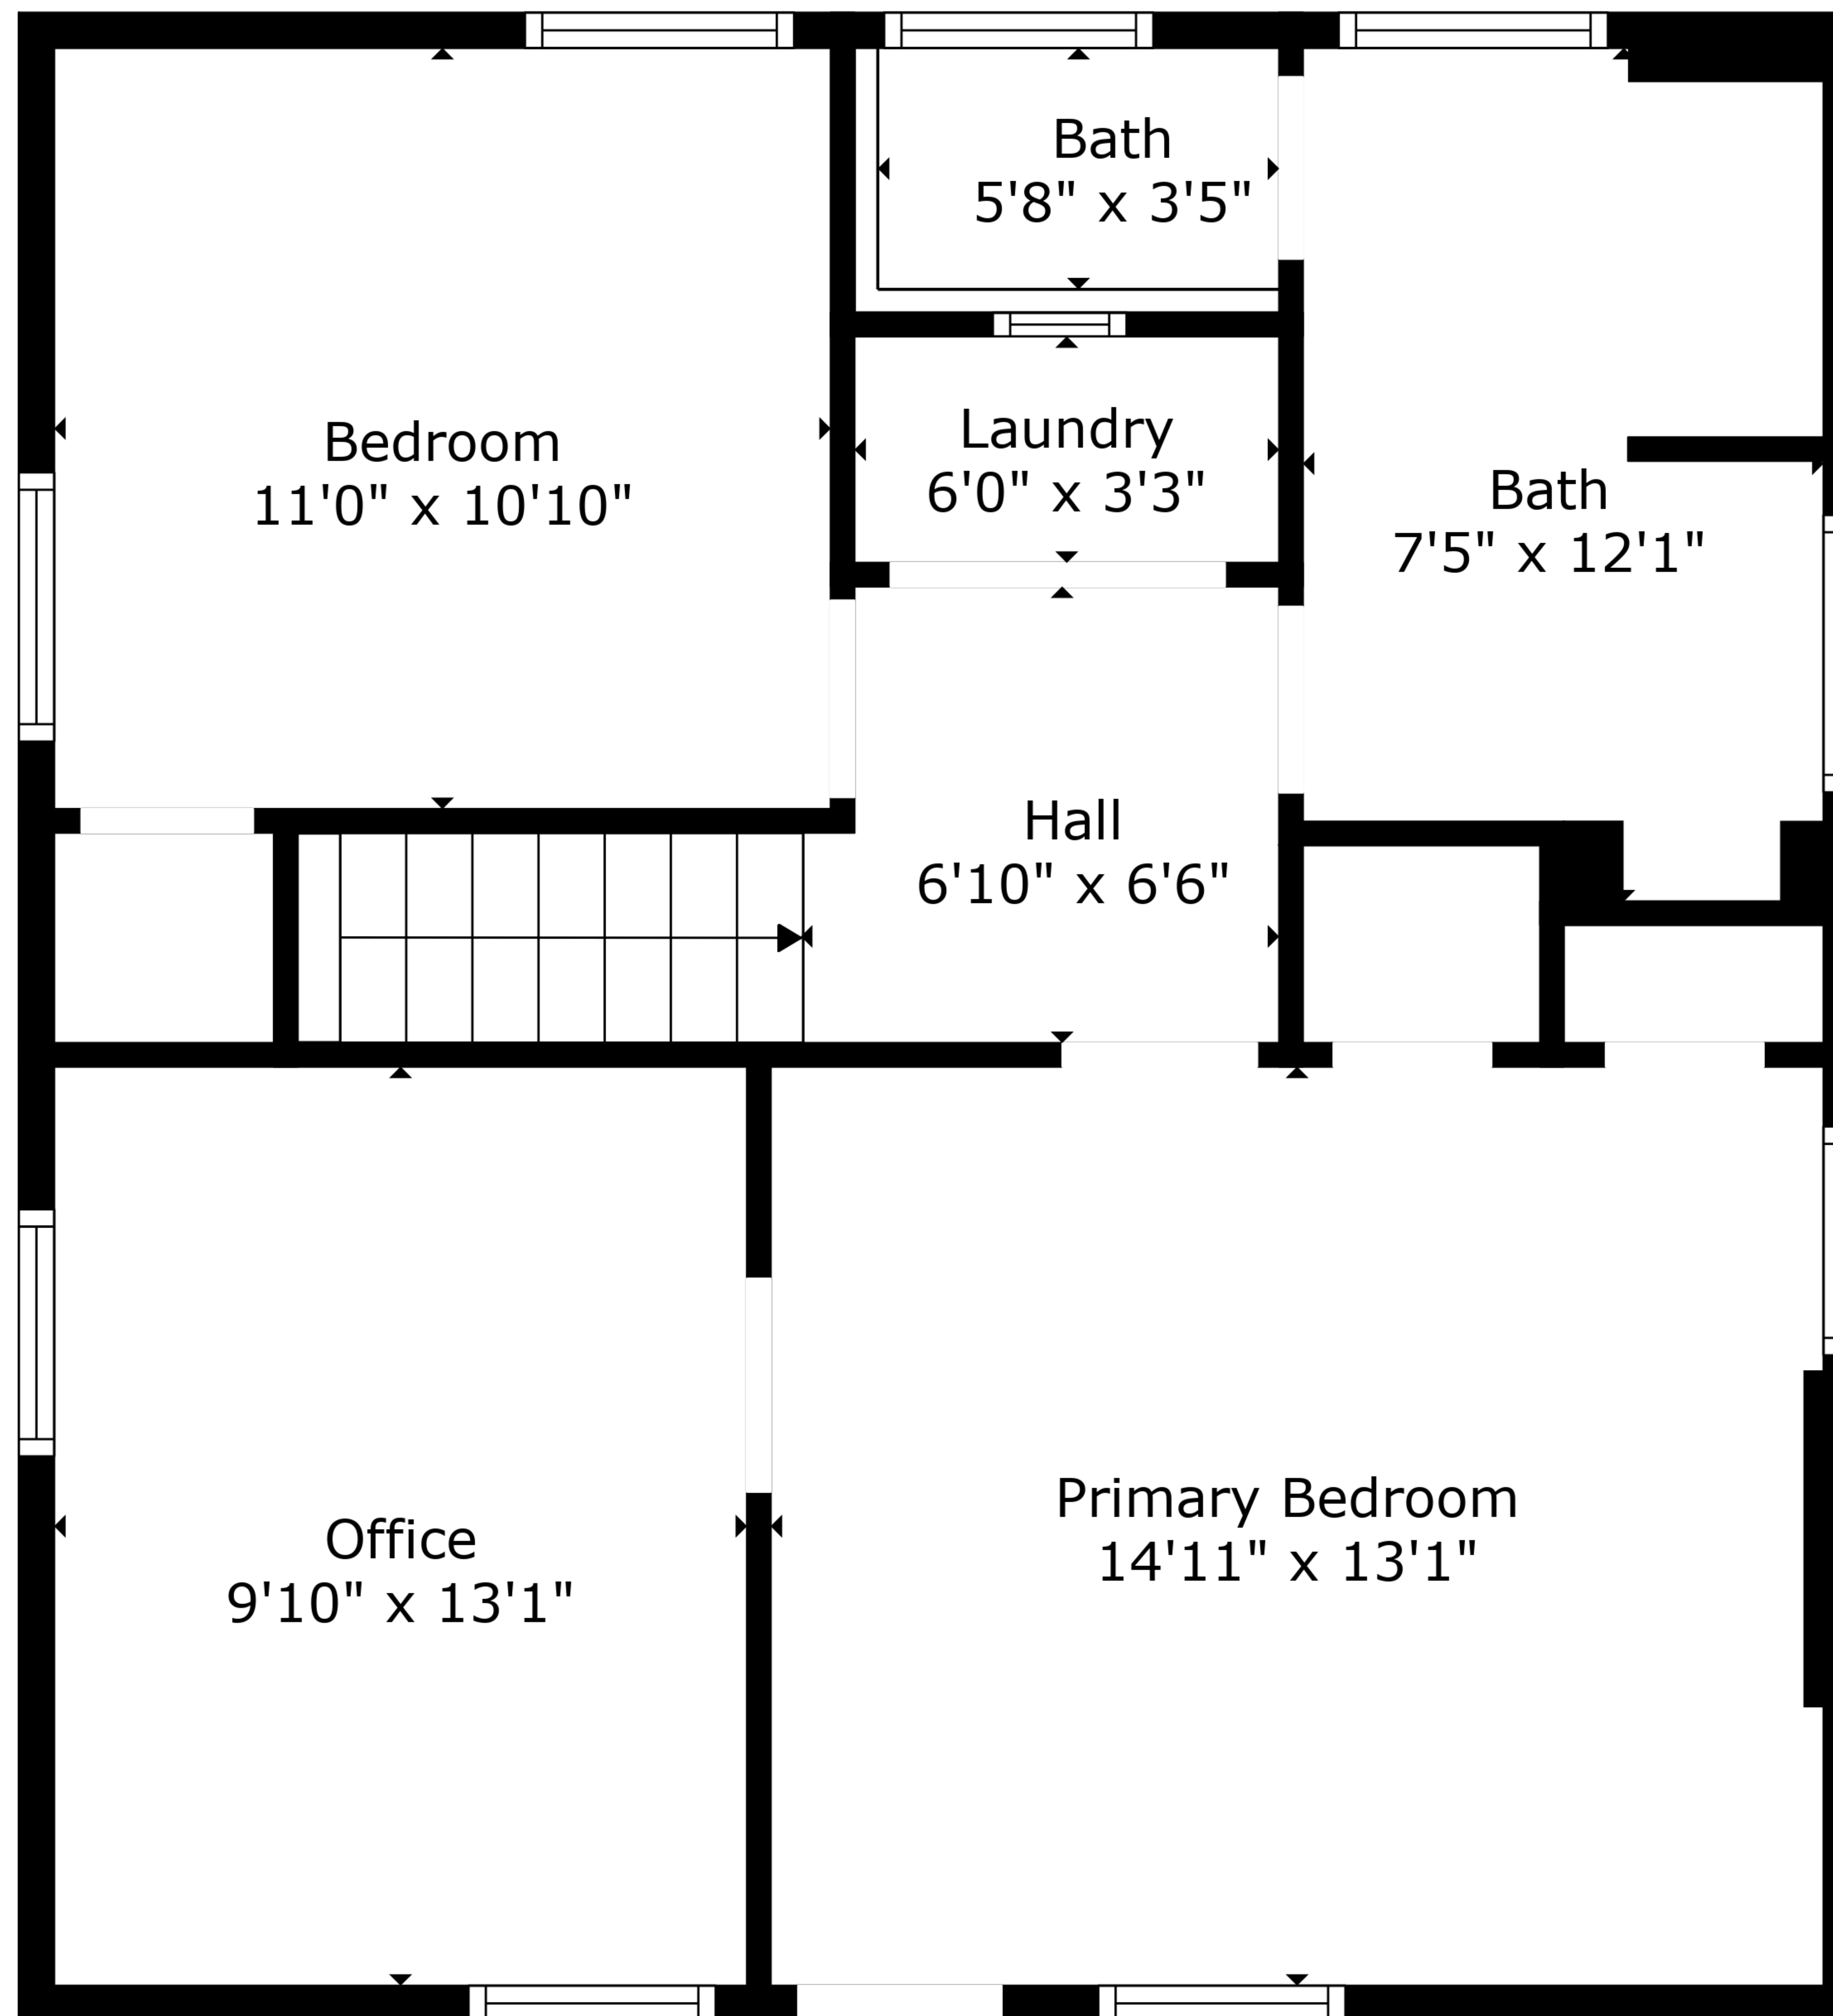 Bath
5'8" x 3'5"
Bedroom
11'0" x 10'10"
Laundry
6'0" x 3'3"
Bath
7'5" x 12'1"
Hall
6'10" x 6'6"
Primary Bedroom
14'11" x 13'1"
Office
9'10" x 13'1"